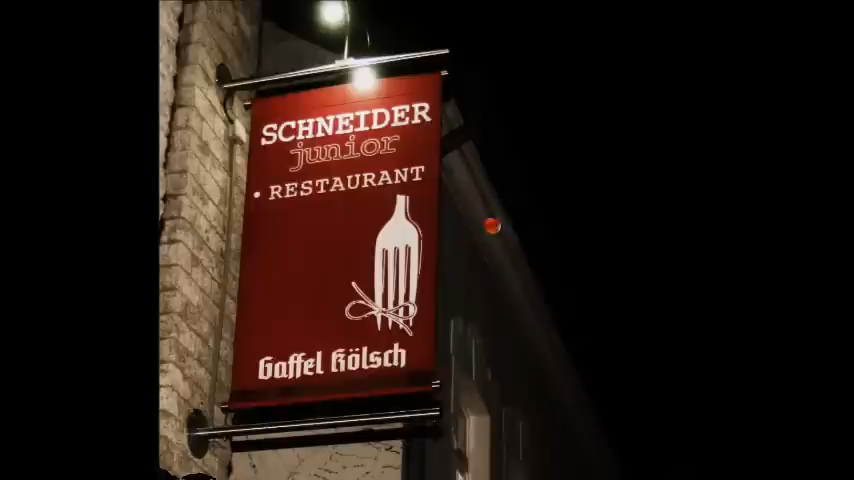 SCHNEIDER
junior
• RESTAURANT
Gaffel Kölsch